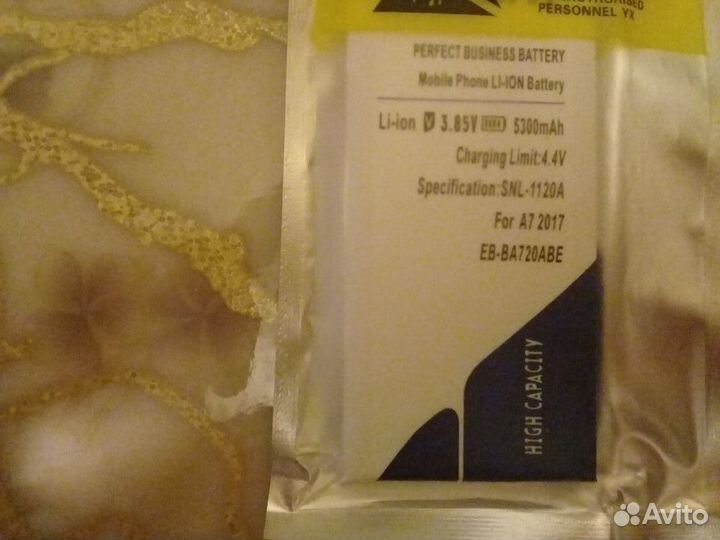 PERSONNEL YX
PERFECT BUSINESS BATTERY
Mobile Phone LI-ION Battery
Li-ion 3.85V 5300mAh
Charging Limit:4.4V
Specification:SNL-1120A
For A7 2017
EB-BA720ABE
HIGH CAPACITY
Avito